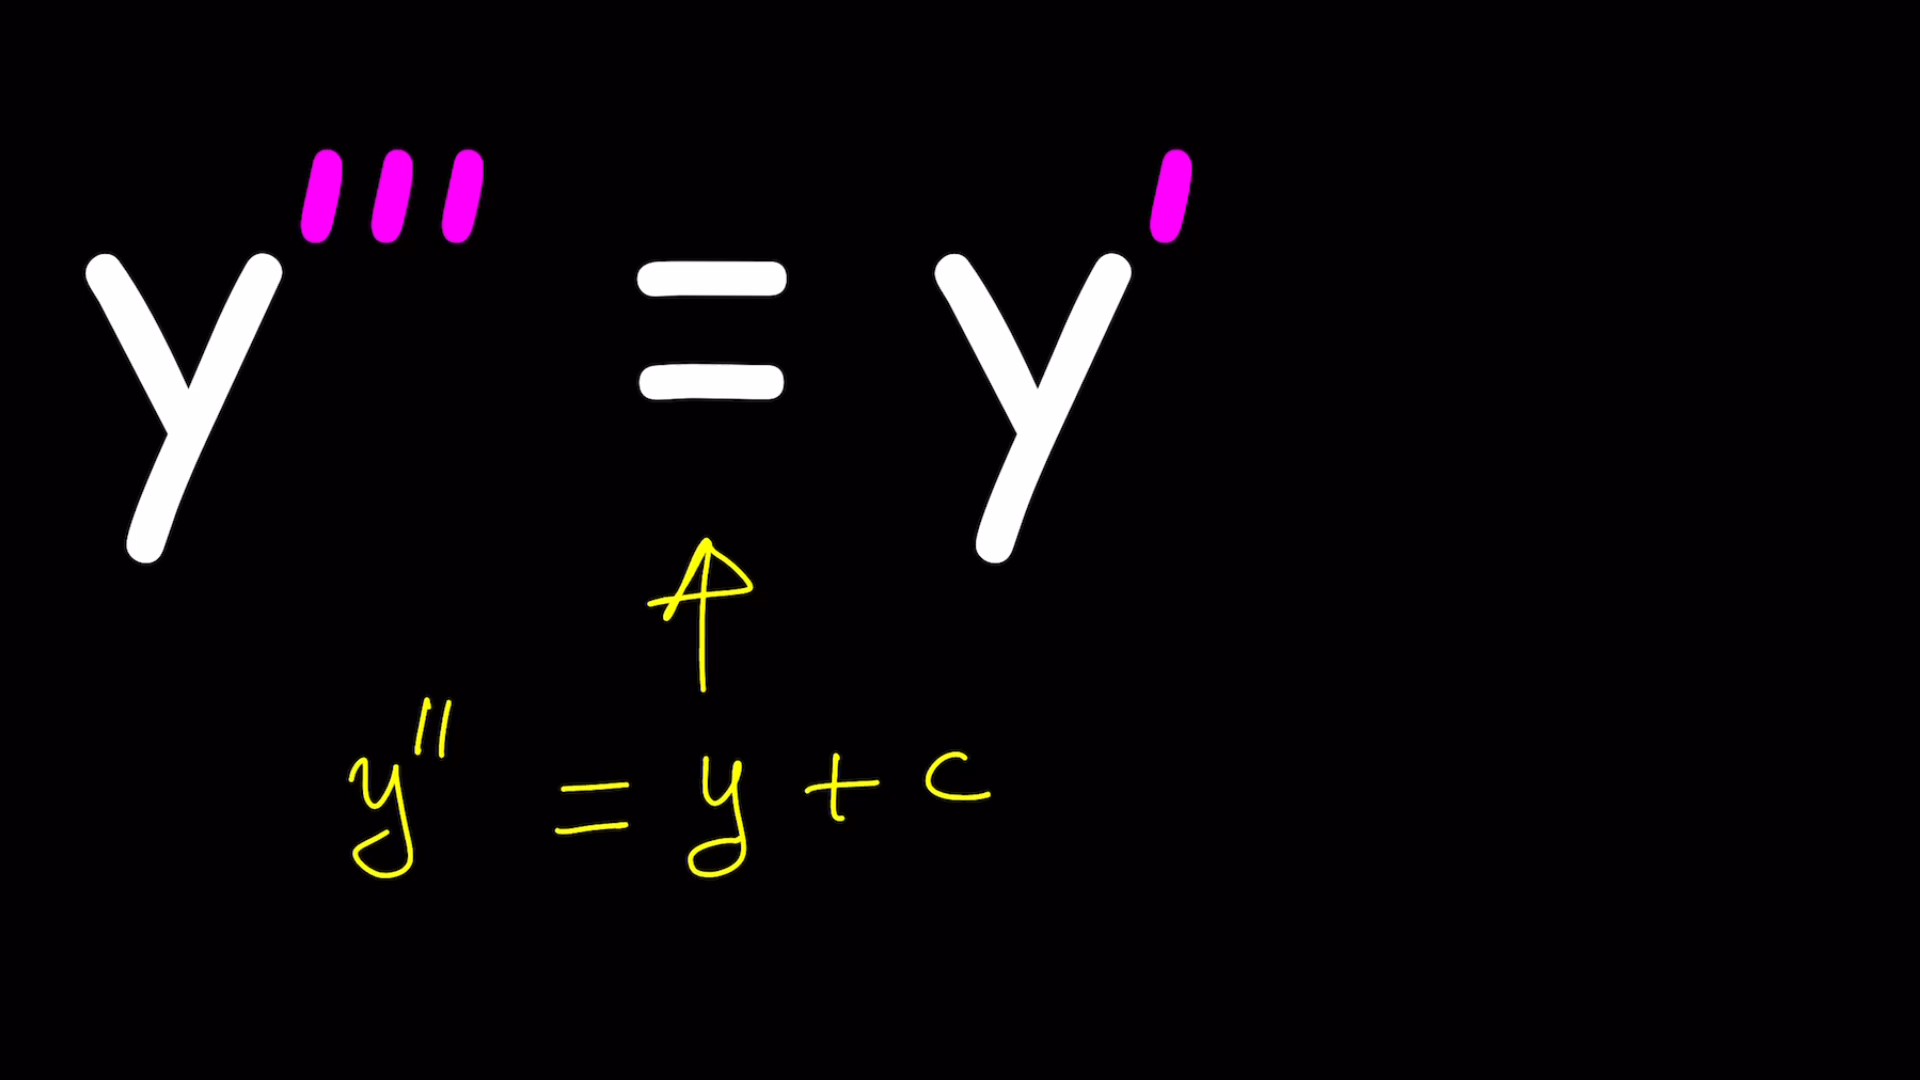 y''' = y'
y'' = y + c